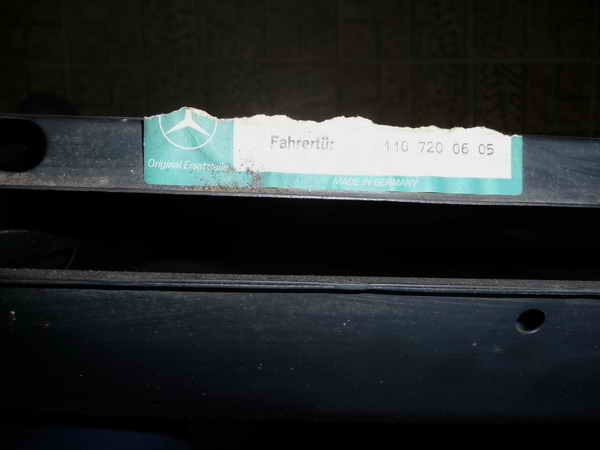 Fahrertür 110 720 06 05
Original Ersatzteile
MADE IN GERMANY